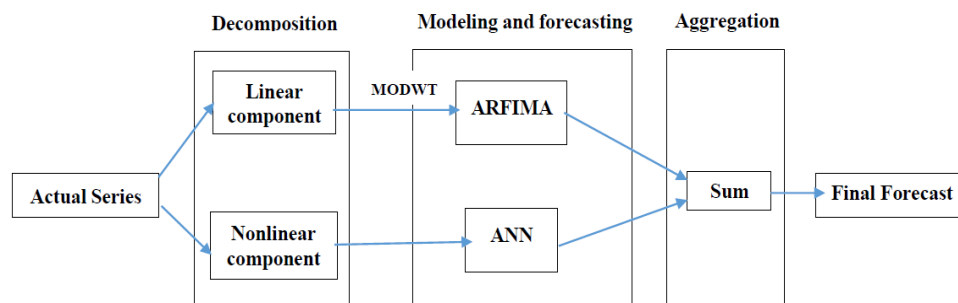 Decomposition
Modeling and forecasting
Aggregation
Linear
component
MODWT
ARFIMA
Actual Series
Sum
Final Forecast
Nonlinear
component
ANN